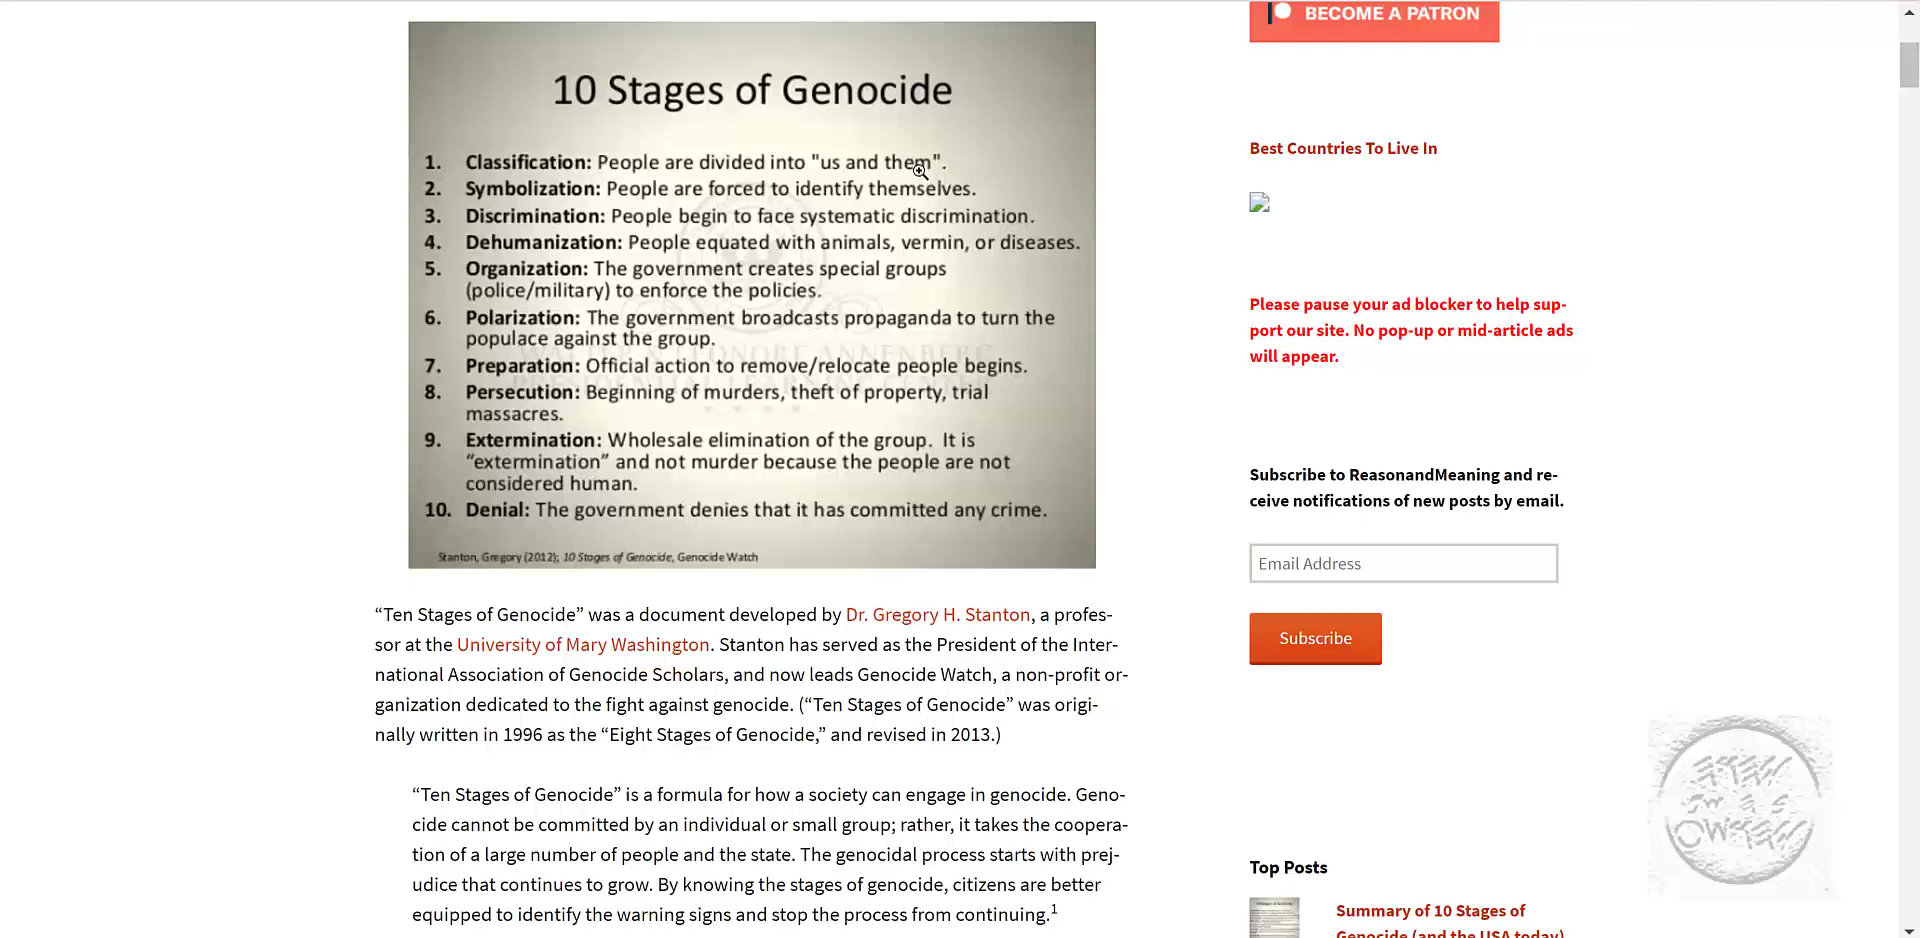 BECOME A PATRON
10 Stages of Genocide
1. Classification: People are divided into "us and them".
2. Symbolization: People are forced to identify themselves.
3. Discrimination: People begin to face systematic discrimination.
4. Dehumanization: People equated with animals, vermin, or diseases.
5. Organization: The government creates special groups
(police/military) to enforce the policies.
6. Polarization: The government broadcasts propaganda to turn the
populace against the group.
7. Preparation: Official action to remove/relocate people begins.
8. Persecution: Beginning of murders, theft of property, trial
massacres.
9. Extermination: Wholesale elimination of the group. It is
“extermination” and not murder because the people are not
considered human.
10. Denial: The government denies that it has committed any crime.
Stanton, Gregory (2012); 10 Stages of Genocide, Genocide Watch
“Ten Stages of Genocide” was a document developed by Dr. Gregory H. Stanton, a profes-
sor at the University of Mary Washington. Stanton has served as the President of the Inter-
national Association of Genocide Scholars, and now leads Genocide Watch, a non-profit or-
ganization dedicated to the fight against genocide. (“Ten Stages of Genocide” was origi-
nally written in 1996 as the “Eight Stages of Genocide,” and revised in 2013.)
“Ten Stages of Genocide” is a formula for how a society can engage in genocide. Geno-
cide cannot be committed by an individual or small group; rather, it takes the coopera-
tion of a large number of people and the state. The genocidal process starts with prej-
udice that continues to grow. By knowing the stages of genocide, citizens are better
equipped to identify the warning signs and stop the process from continuing.1
Best Countries To Live In
Please pause your ad blocker to help sup-
port our site. No pop-up or mid-article ads
will appear.
Subscribe to ReasonandMeaning and re-
ceive notifications of new posts by email.
Email Address
Subscribe
Top Posts
Summary of 10 Stages of
Genocide (and the USA today)